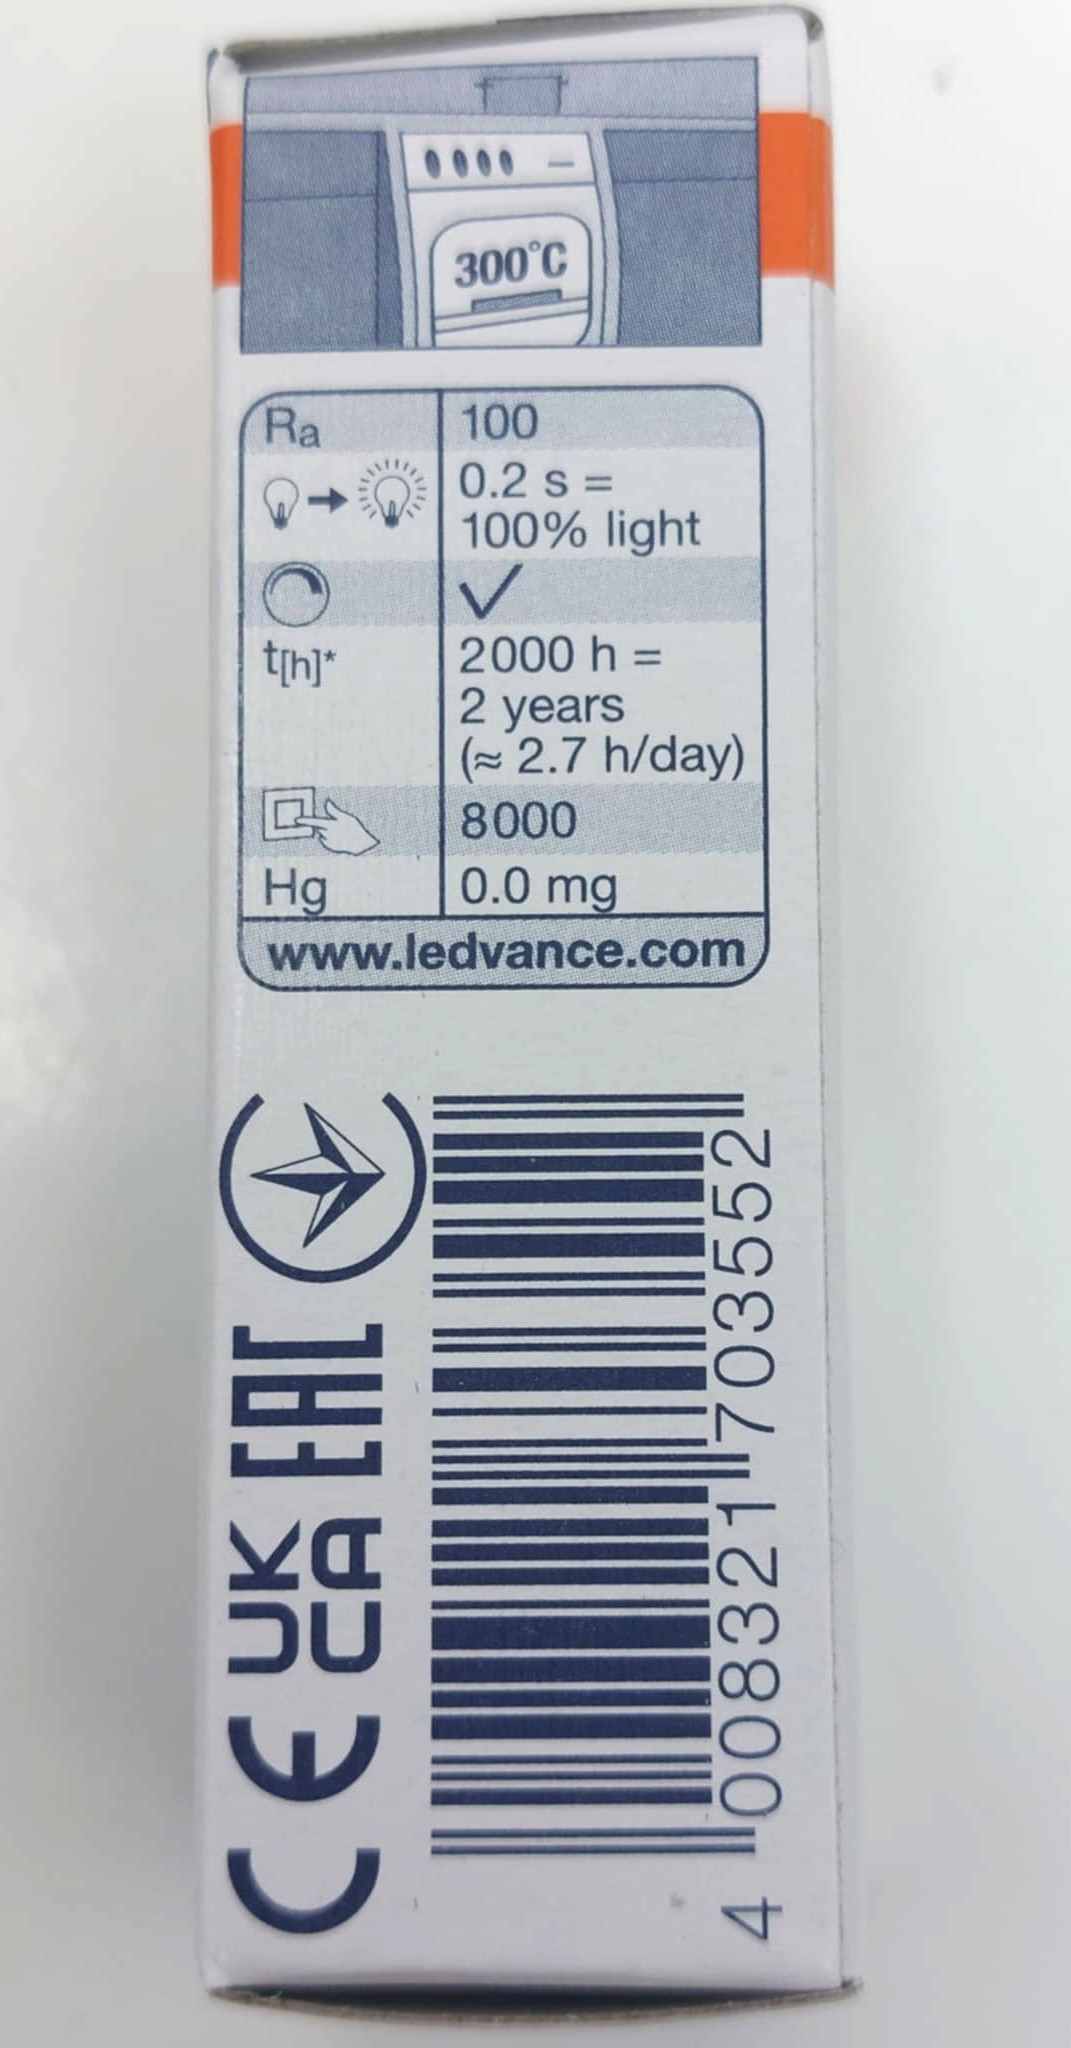 300°C
Ra 100
0.2 s =
100% light
t[h]* 2000 h =
2 years
(≈ 2.7 h/day)
8000
Hg 0.0 mg
www.ledvance.com
CE UK
CA EAC
4 008321 703552